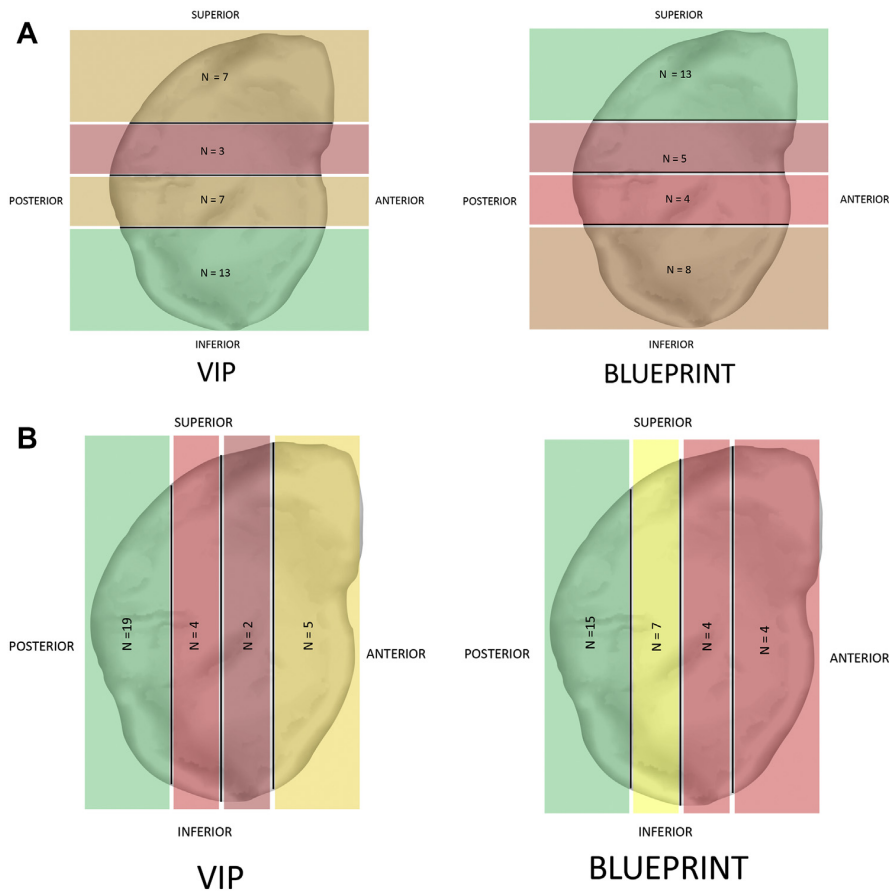 A
SUPERIOR
N = 7
N = 3
POSTERIOR
N = 7
ANTERIOR
N = 13
INFERIOR
VIP
SUPERIOR
N = 13
N = 5
POSTERIOR
N = 4
ANTERIOR
N = 8
INFERIOR
BLUEPRINT
B
SUPERIOR
POSTERIOR
N =19
N = 4
N = 2
N = 5
ANTERIOR
INFERIOR
VIP
SUPERIOR
POSTERIOR
N =15
N = 7
N = 4
N = 4
ANTERIOR
INFERIOR
BLUEPRINT